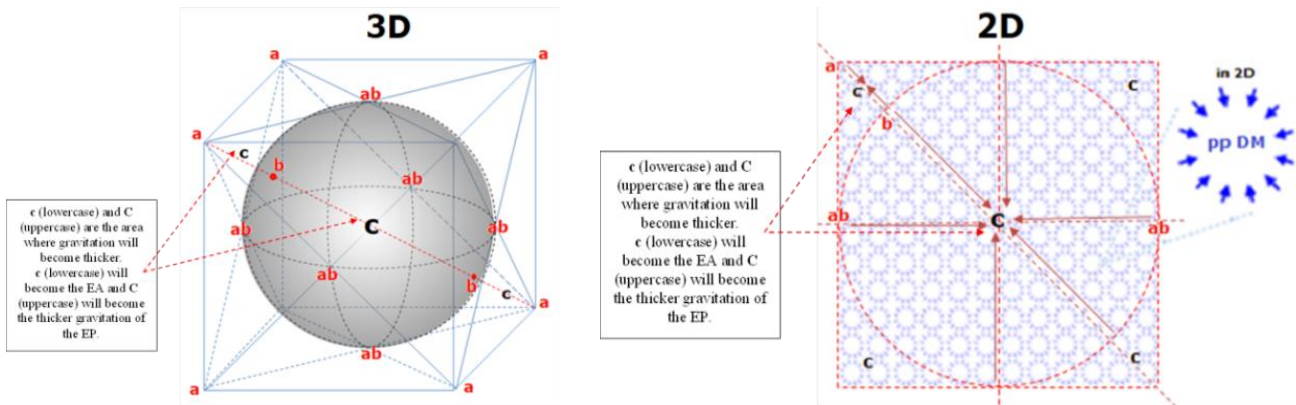 3D
a
a
a
ab
c
b
ab
C
ab
ab
ab
b
c
a
ab
a
a
c (lowercase) and C
(uppercase) are the area
where gravitation will
become thicker.
c (lowercase) will
become the EA and C
(uppercase) will become
the thicker gravitation of
the EP.
2D
a
c
b
c
ab
C
ab
c
c
c (lowercase) and C
(uppercase) are the area
where gravitation will
become thicker.
c (lowercase) will
become the EA and C
(uppercase) will become
the thicker gravitation of
the EP.
in 2D
pp DM